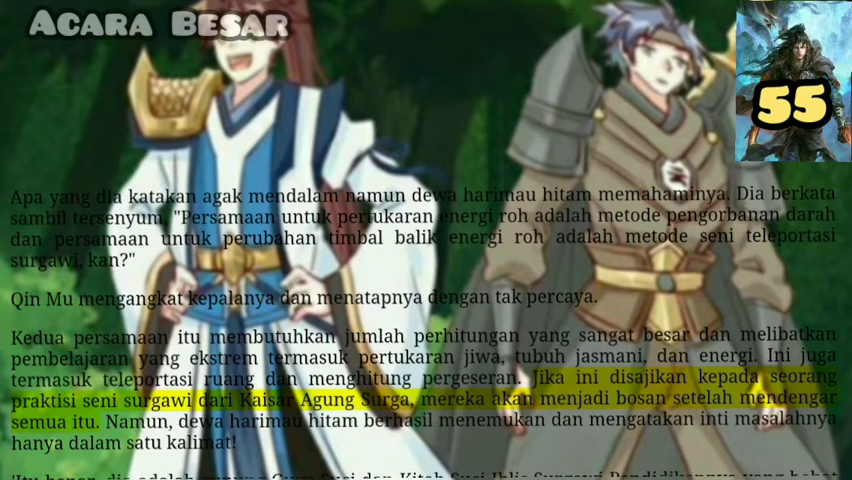 Acara Besar
55
Apa yang dia katakan agak mendalam namun dewa harimau hitam memahaminya. Dia berkata
sambil tersenyum, "Persamaan untuk pertukaran energi roh adalah metode pengorbanan darah
dan persamaan untuk perubahan timbal balik energi roh adalah metode seni teleportasi
surgawi, kan?"
Qin Mu mengangkat kepalanya dan menatapnya dengan tak percaya.
Kedua persamaan itu membutuhkan jumlah perhitungan yang sangat besar dan melibatkan
pembelajaran yang ekstrem termasuk pertukaran jiwa, tubuh jasmani, dan energi. Ini juga
termasuk teleportasi ruang dan menghitung pergeseran. Jika ini disajikan kepada seorang
praktisi seni surgawi dari Kaisar Agung Surga, mereka akan menjadi bosan setelah mendengar
semua itu. Namun, dewa harimau hitam berhasil menemukan dan mengatakan inti masalahnya
hanya dalam satu kalimat!